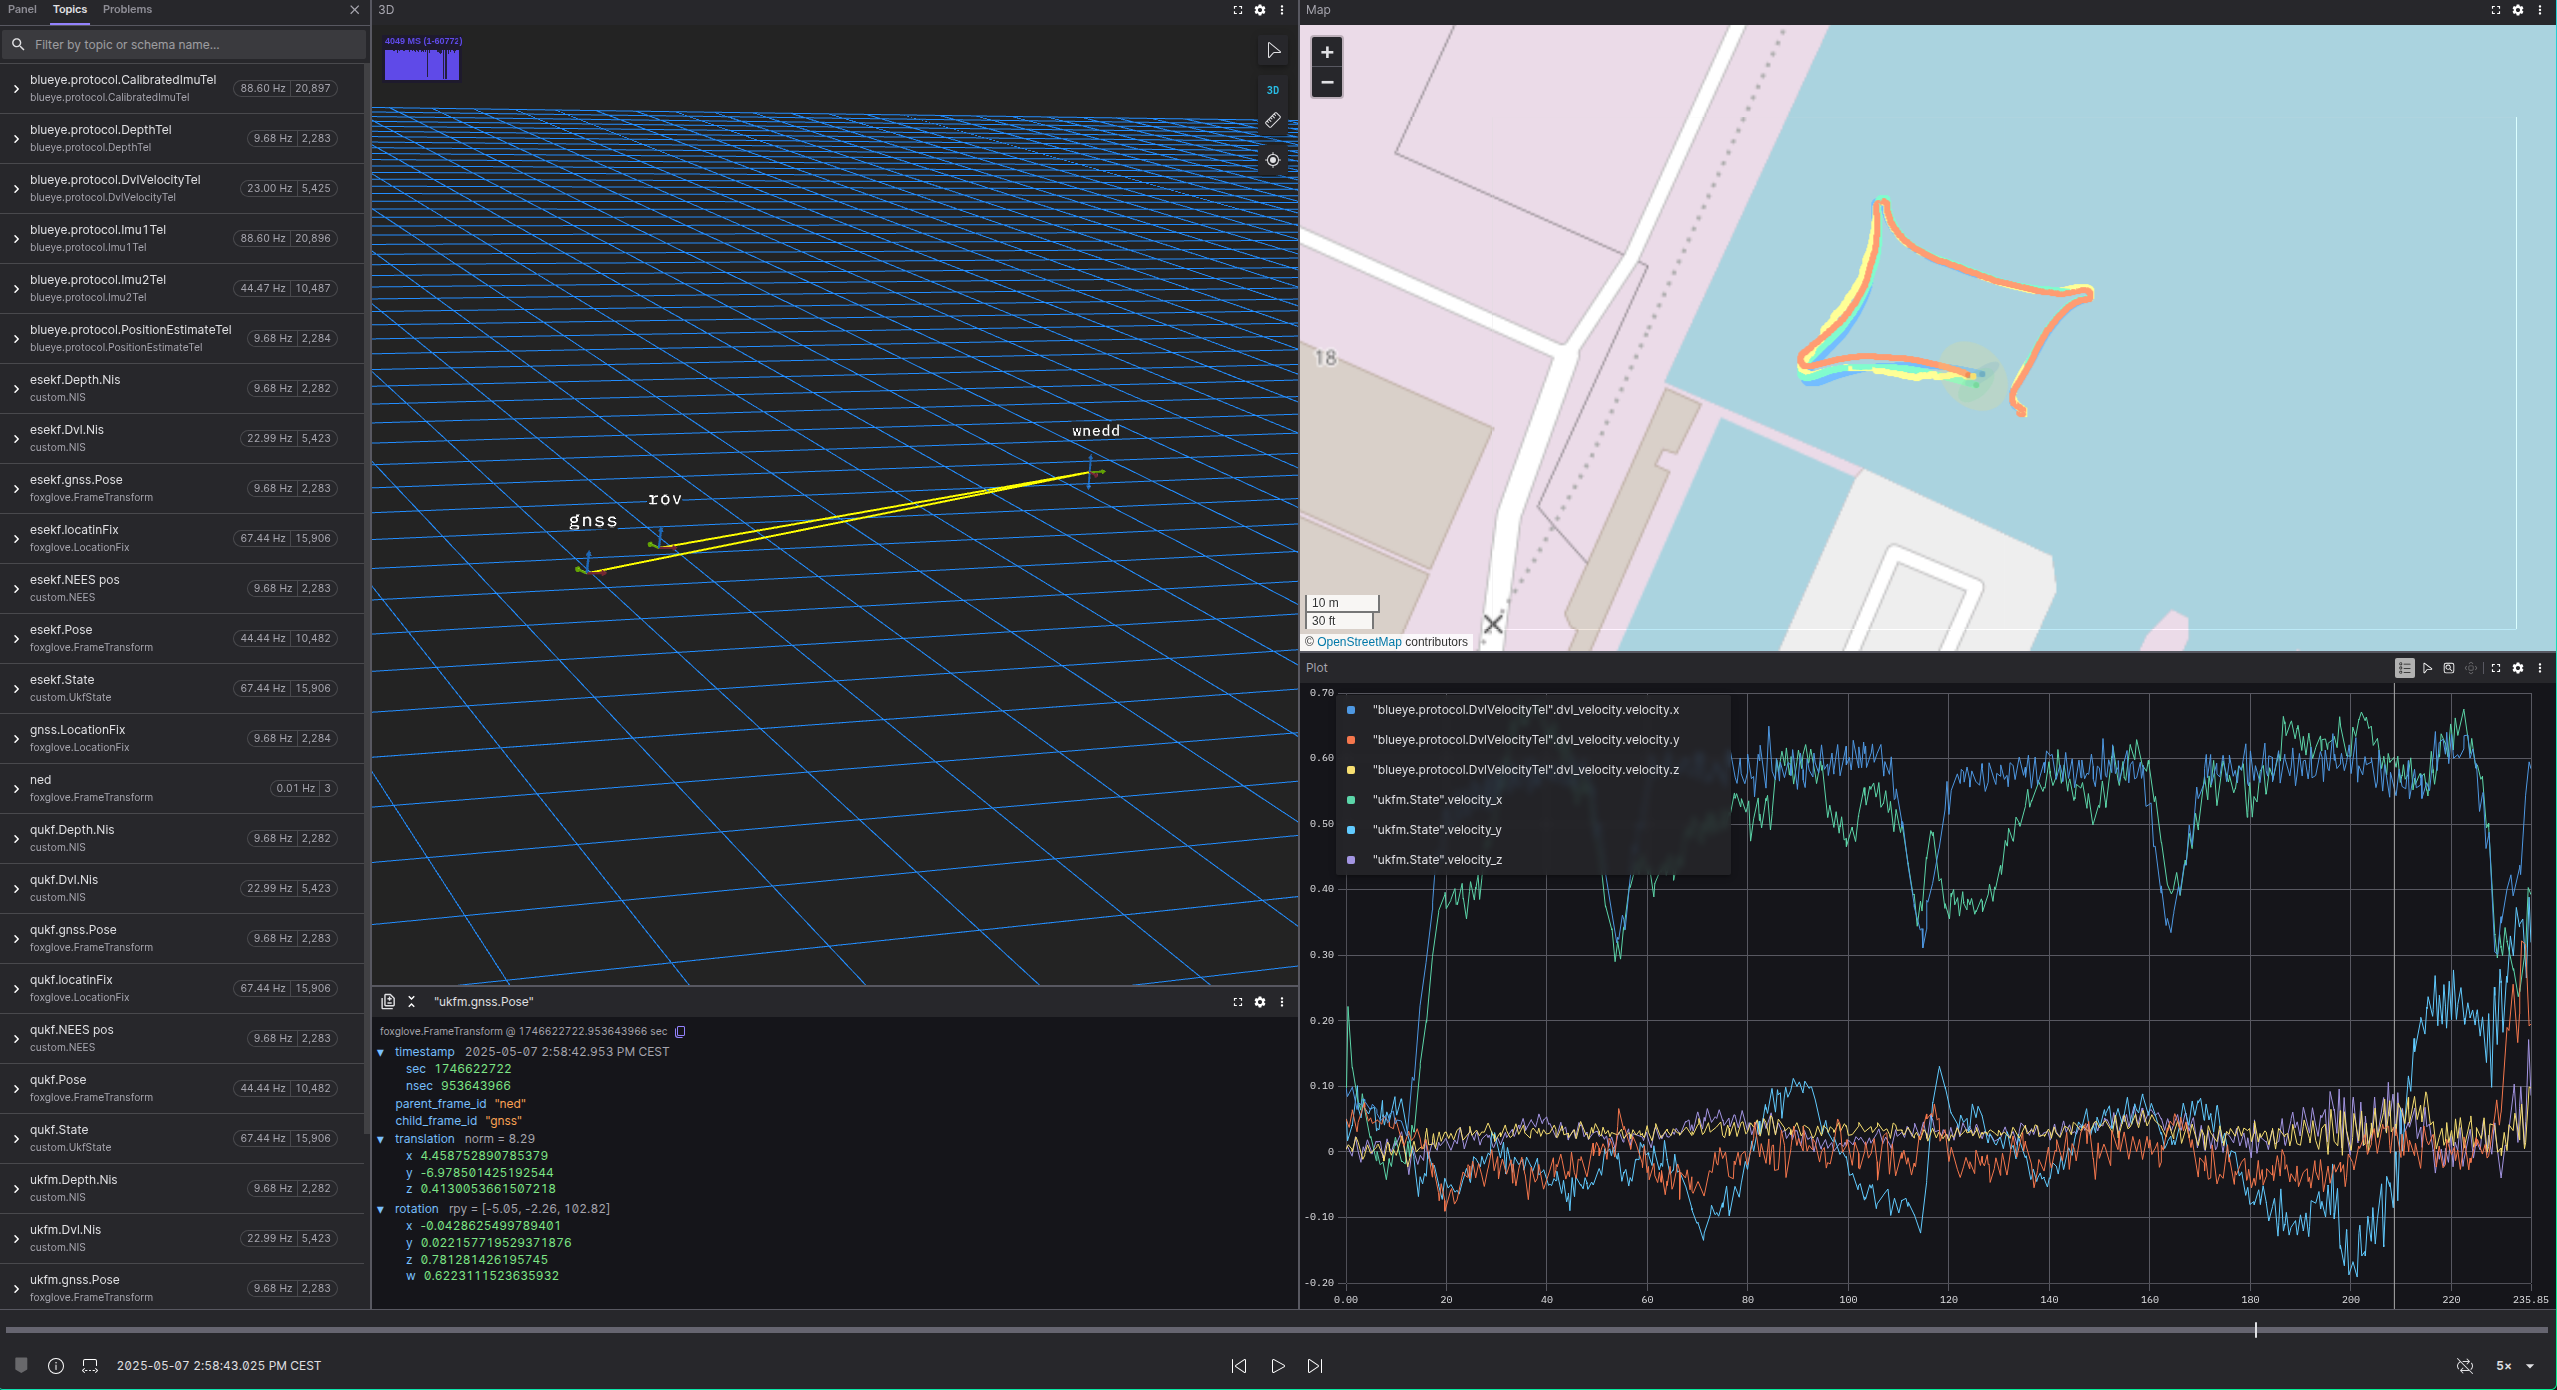 Panel Topics Problems
Filter by topic or schema name...
blueye.protocol.CalibratedImuTel
blueye.protocol.CalibratedImuTel
88.60 Hz 20,897
blueye.protocol.DepthTel
blueye.protocol.DepthTel
9.68 Hz 2,283
blueye.protocol.DvlVelocityTel
blueye.protocol.DvlVelocityTel
23.00 Hz 5,425
blueye.protocol.Imu1Tel
blueye.protocol.Imu1Tel
88.60 Hz 20,896
blueye.protocol.Imu2Tel
blueye.protocol.Imu2Tel
44.47 Hz 10,487
blueye.protocol.PositionEstimateTel
blueye.protocol.PositionEstimateTel
9.68 Hz 2,284
esekf.Depth.Nis
custom.NIS
9.68 Hz 2,282
esekf.Dvl.Nis
custom.NIS
22.99 Hz 5,423
esekf.gnss.Pose
foxglove.FrameTransform
9.68 Hz 2,283
esekf.locatinFix
foxglove.LocationFix
67.44 Hz 15,906
esekf.NEES pos
custom.NEES
9.68 Hz 2,283
esekf.Pose
foxglove.FrameTransform
44.44 Hz 10,482
esekf.State
custom.UkfState
67.44 Hz 15,906
gnss.LocationFix
foxglove.LocationFix
9.68 Hz 2,284
ned
foxglove.FrameTransform
0.01 Hz 3
qukf.Depth.Nis
custom.NIS
9.68 Hz 2,282
qukf.Dvl.Nis
custom.NIS
22.99 Hz 5,423
qukf.gnss.Pose
foxglove.FrameTransform
9.68 Hz 2,283
qukf.locatinFix
foxglove.LocationFix
67.44 Hz 15,906
qukf.NEES pos
custom.NEES
9.68 Hz 2,283
qukf.Pose
foxglove.FrameTransform
44.44 Hz 10,482
qukf.State
custom.UkfState
67.44 Hz 15,906
ukfm.Depth.Nis
custom.NIS
9.68 Hz 2,282
ukfm.Dvl.Nis
custom.NIS
22.99 Hz 5,423
ukfm.gnss.Pose
foxglove.FrameTransform
9.68 Hz 2,283
3D
4049 MS (1-60772)
3D
wnedd
rov
gnss
"ukfm.gnss.Pose"
foxglove.FrameTransform @ 1746622722.953643966 sec
timestamp 2025-05-07 2:58:42.953 PM CEST
sec 1746622722
nsec 953643966
parent_frame_id "ned"
child_frame_id "gnss"
translation norm = 8.29
x 4.458752890785379
y -6.978501425192544
z 0.4130053661507218
rotation rpy = [-5.05, -2.26, 102.82]
x -0.0428625499789401
y 0.0221577719529371876
z 0.781281426195745
w 0.6223111523635932
Map
+
−
18
10 m
30 ft
© OpenStreetMap contributors
Plot
"blueye.protocol.DvlVelocityTel".dvl_velocity.velocity.x
"blueye.protocol.DvlVelocityTel".dvl_velocity.velocity.y
"blueye.protocol.DvlVelocityTel".dvl_velocity.velocity.z
"ukfm.State".velocity_x
"ukfm.State".velocity_y
"ukfm.State".velocity_z
0.70
0.60
0.50
0.40
0.30
0.20
0.10
0
-0.10
-0.20
0.00 20 40 60 80 100 120 140 160 180 200 220 235.85
2025-05-07 2:58:43.025 PM CEST
5×